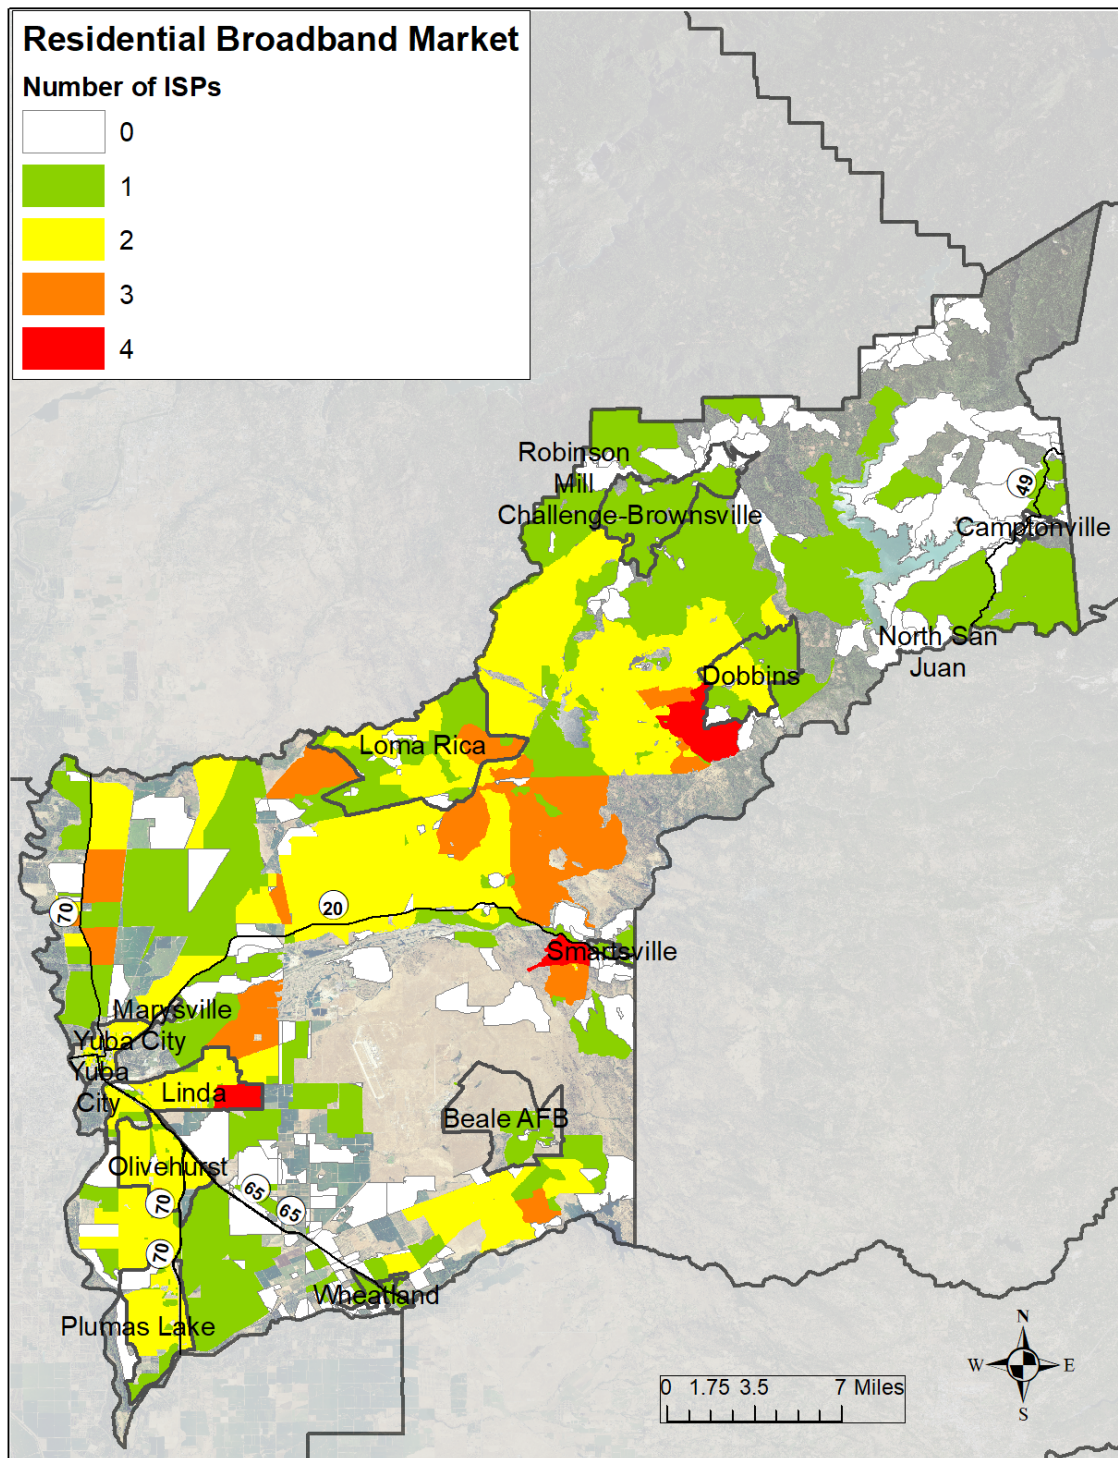 Residential Broadband Market
Number of ISPs
0
1
2
3
4
Robinson
Mill
Challenge-Brownsville
49
Camptonville
North San
Juan
Dobbins
Loma Rica
70
20
Smartsville
Marysville
Yuba City
Yuba
City
Linda
Beale AFB
Olivehurst
65
65
70
70
Wheatland
Plumas Lake
N
W
E
S
0 1.75 3.5 7 Miles